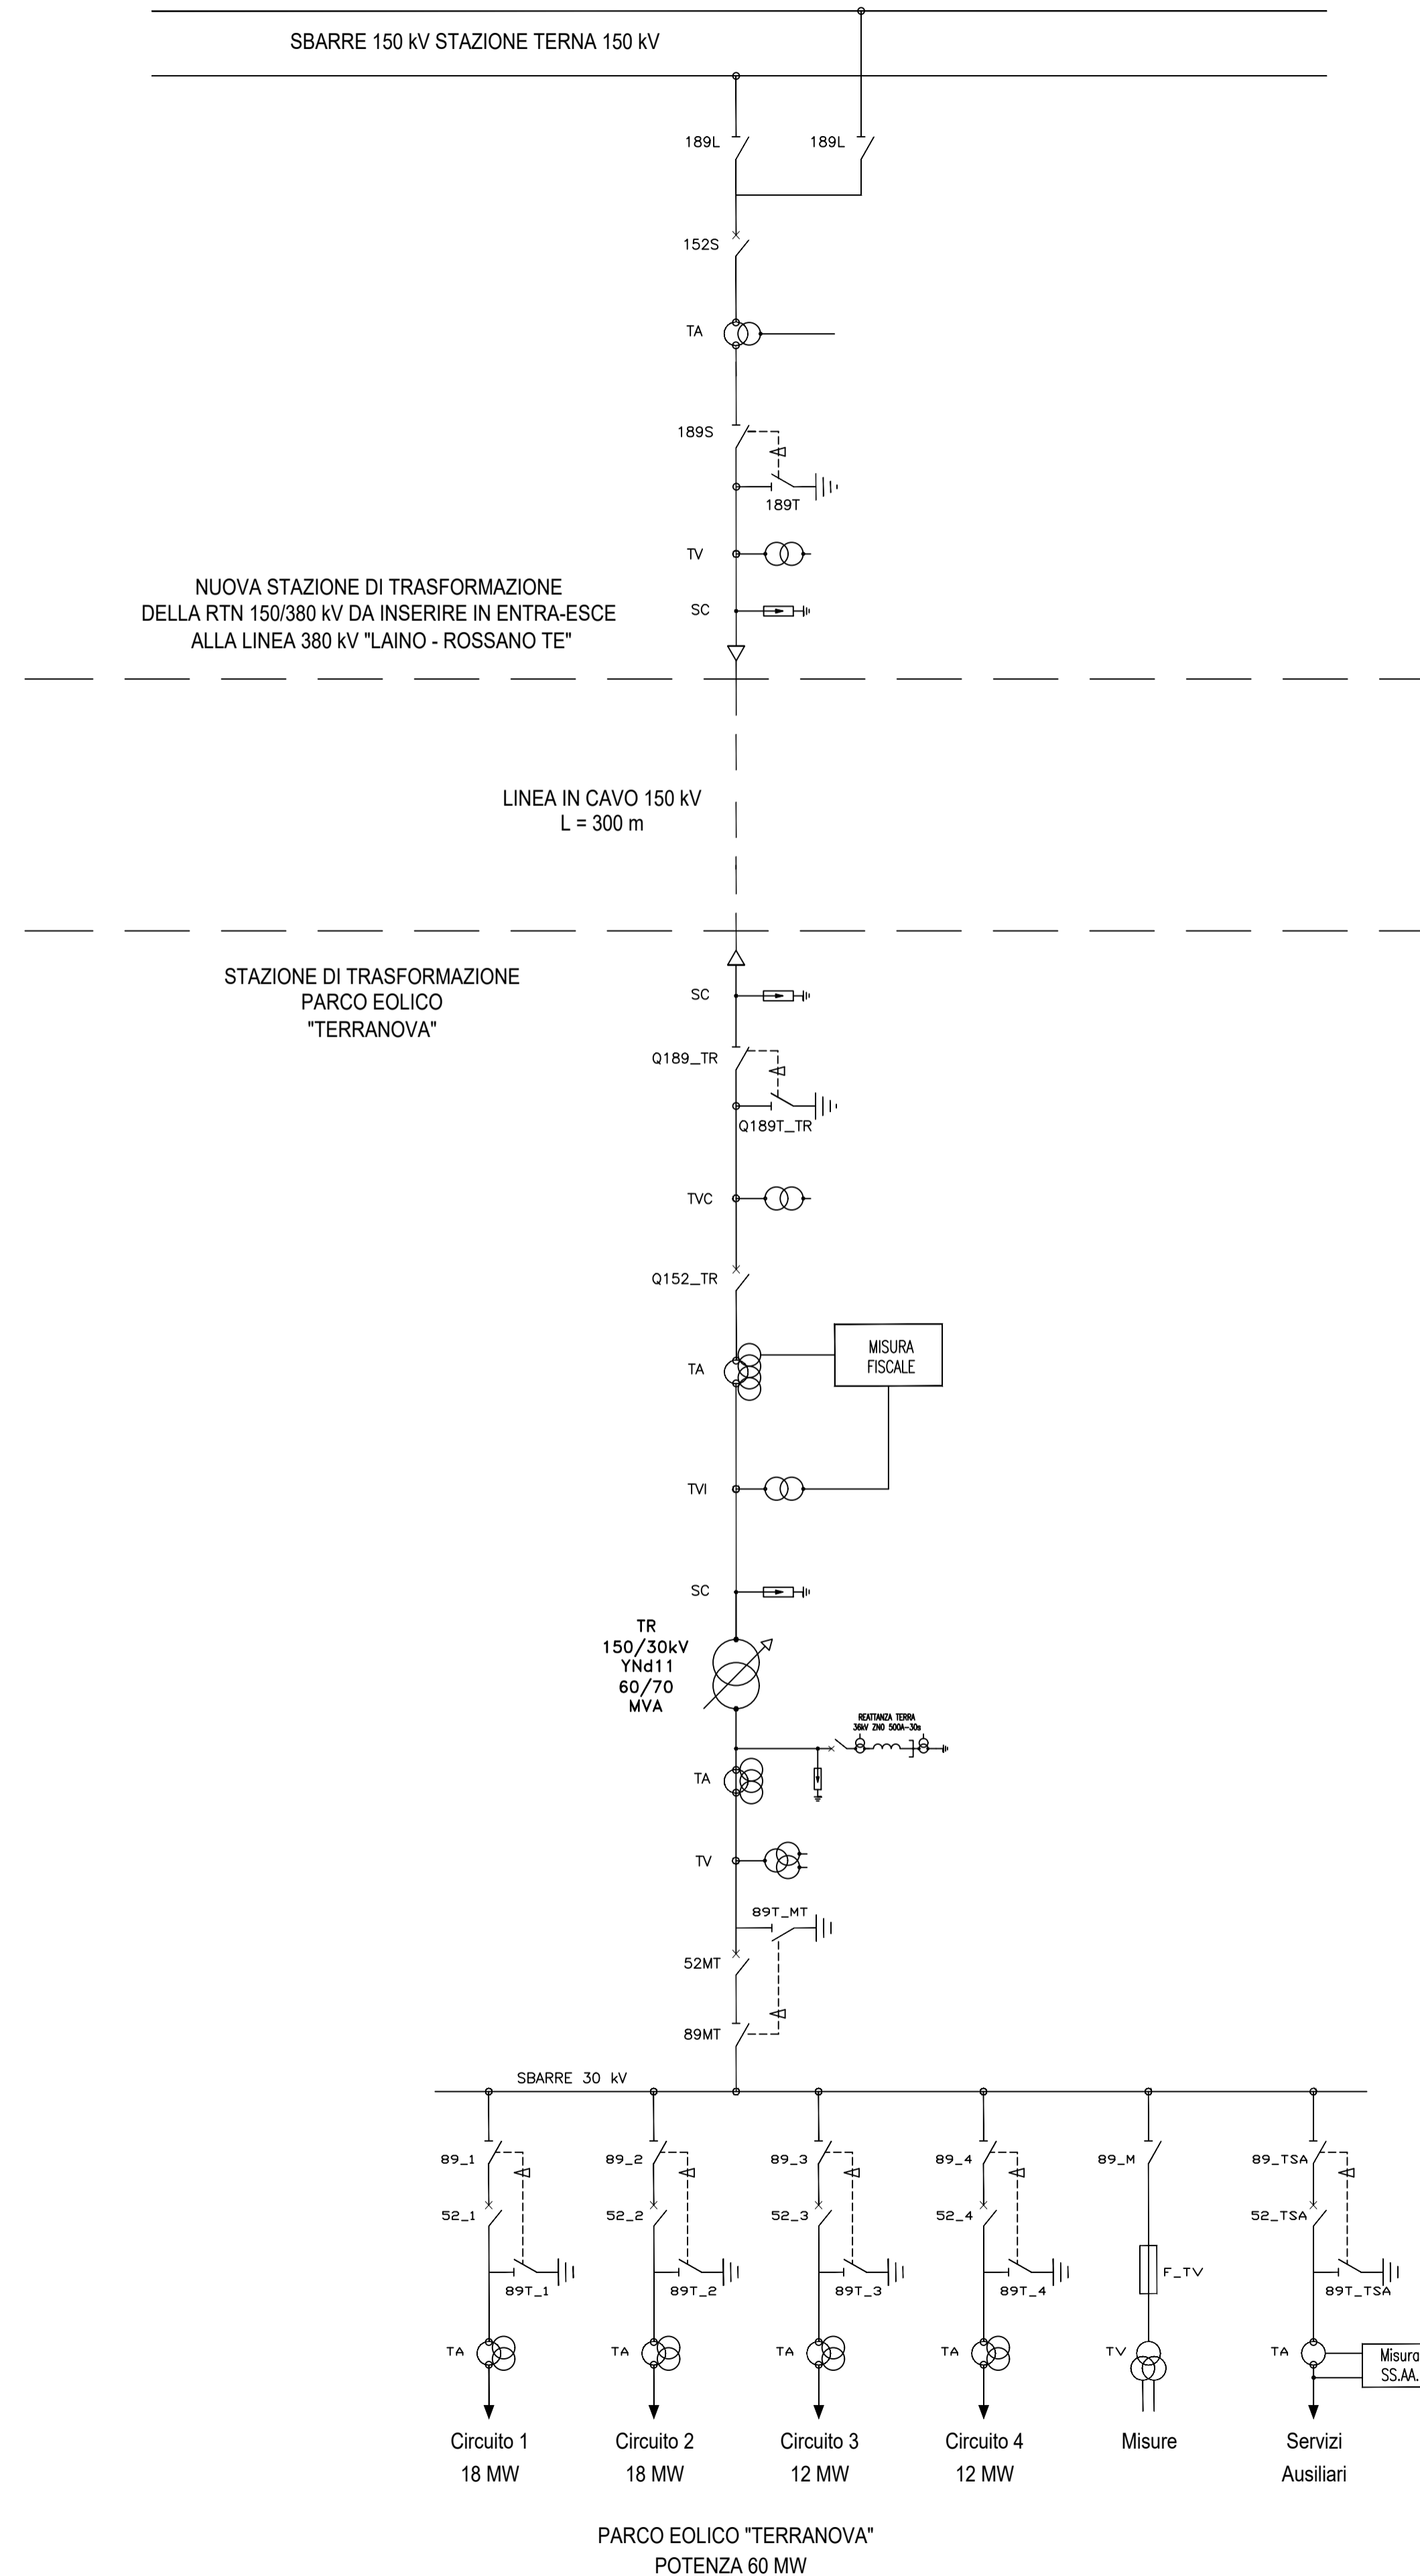 SBARRE 150 kV STAZIONE TERNA 150 kV
189L
189L
152S
TA
189S
189T
TV
NUOVA STAZIONE DI TRASFORMAZIONE
DELLA RTN 150/380 kV DA INSERIRE IN ENTRA-ESCE
ALLA LINEA 380 kV "LAINO - ROSSANO TE"
SC
LINEA IN CAVO 150 kV
L = 300 m
STAZIONE DI TRASFORMAZIONE
PARCO EOLICO
"TERRANOVA"
SC
Q189_TR
Q189T_TR
TVC
Q152_TR
MISURA
FISCALE
TA
TVI
SC
TR
150/30kV
YNd11
60/70
MVA
REATTANZA TERRA
36kV ZNO 500A-30s
TA
TV
89T_MT
52MT
89MT
SBARRE 30 kV
89_1
89_2
89_3
89_4
89_M
89_TSA
52_1
52_2
52_3
52_4
52_TSA
F_TV
89T_1
89T_2
89T_3
89T_4
89T_TSA
TA
TA
TA
TA
TV
TA
Misura
SS.AA.
Circuito 1
Circuito 2
Circuito 3
Circuito 4
Misure
Servizi
18 MW
18 MW
12 MW
12 MW
Ausiliari
PARCO EOLICO "TERRANOVA"
POTENZA 60 MW